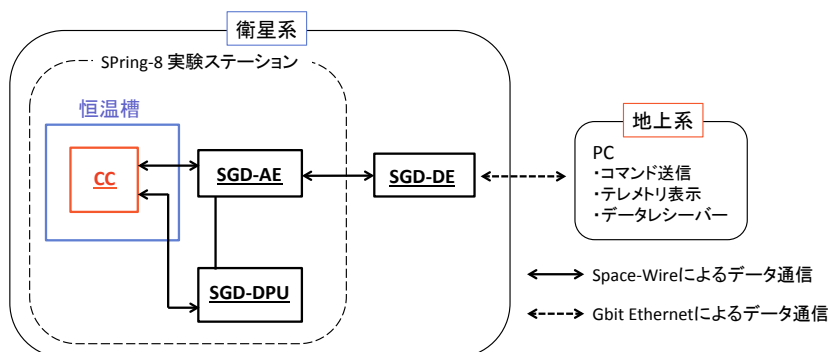 衛星系
SPring-8 実験ステーション
恒温槽
CC
SGD-AE
SGD-DPU
SGD-DE
地上系
PC
・コマンド送信
・テレメトリ表示
・データレシーバー
Space-Wireによるデータ通信
Gbit Ethernetによるデータ通信